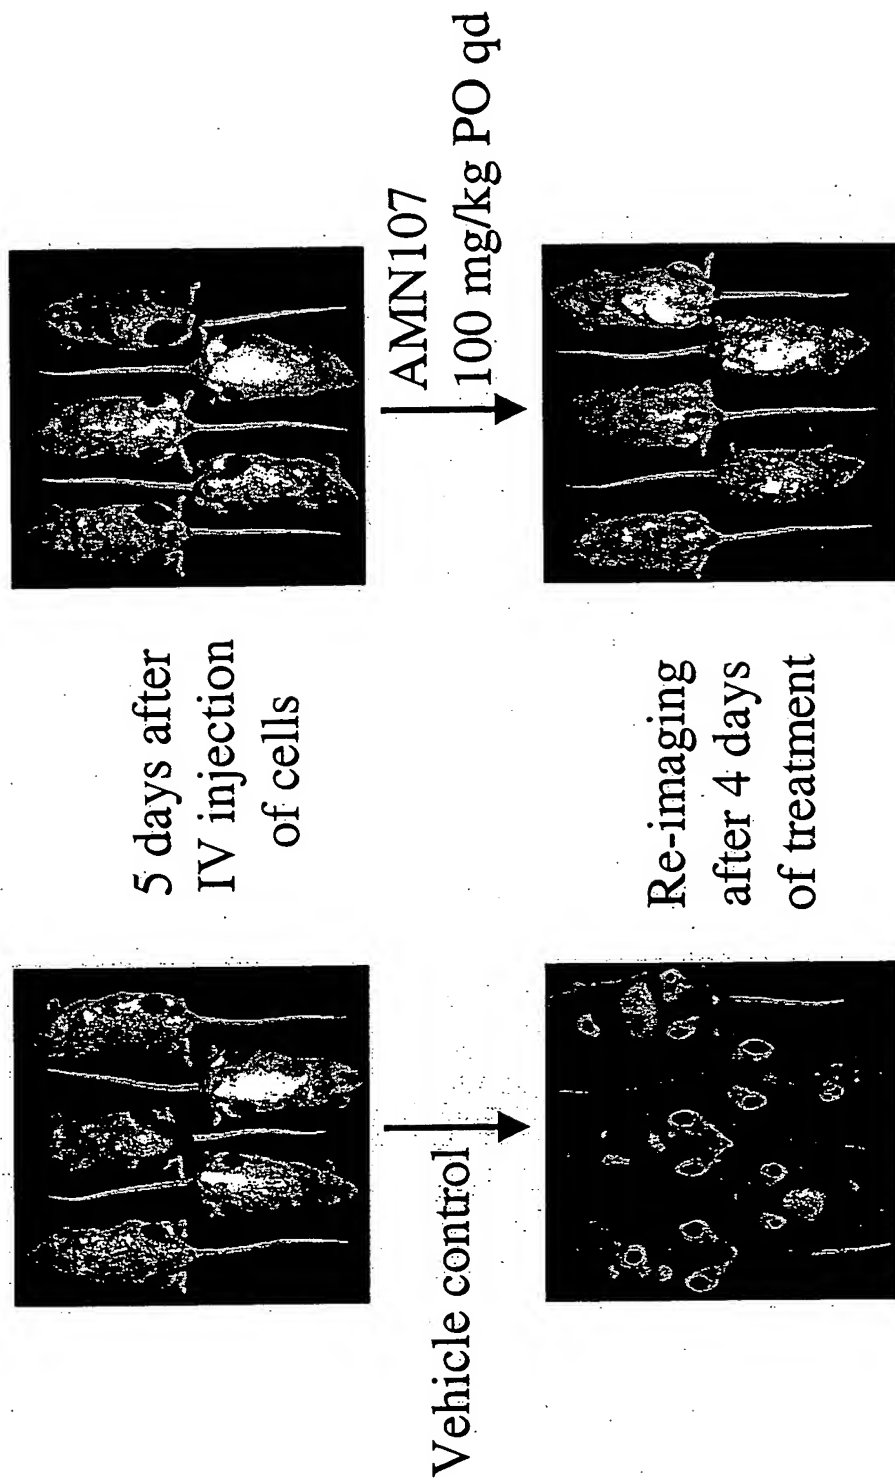 5 days after
IV injection
of cells
Vehicle control
AMN107
100 mg/kg PO qd
Re-imaging
after 4 days
of treatment